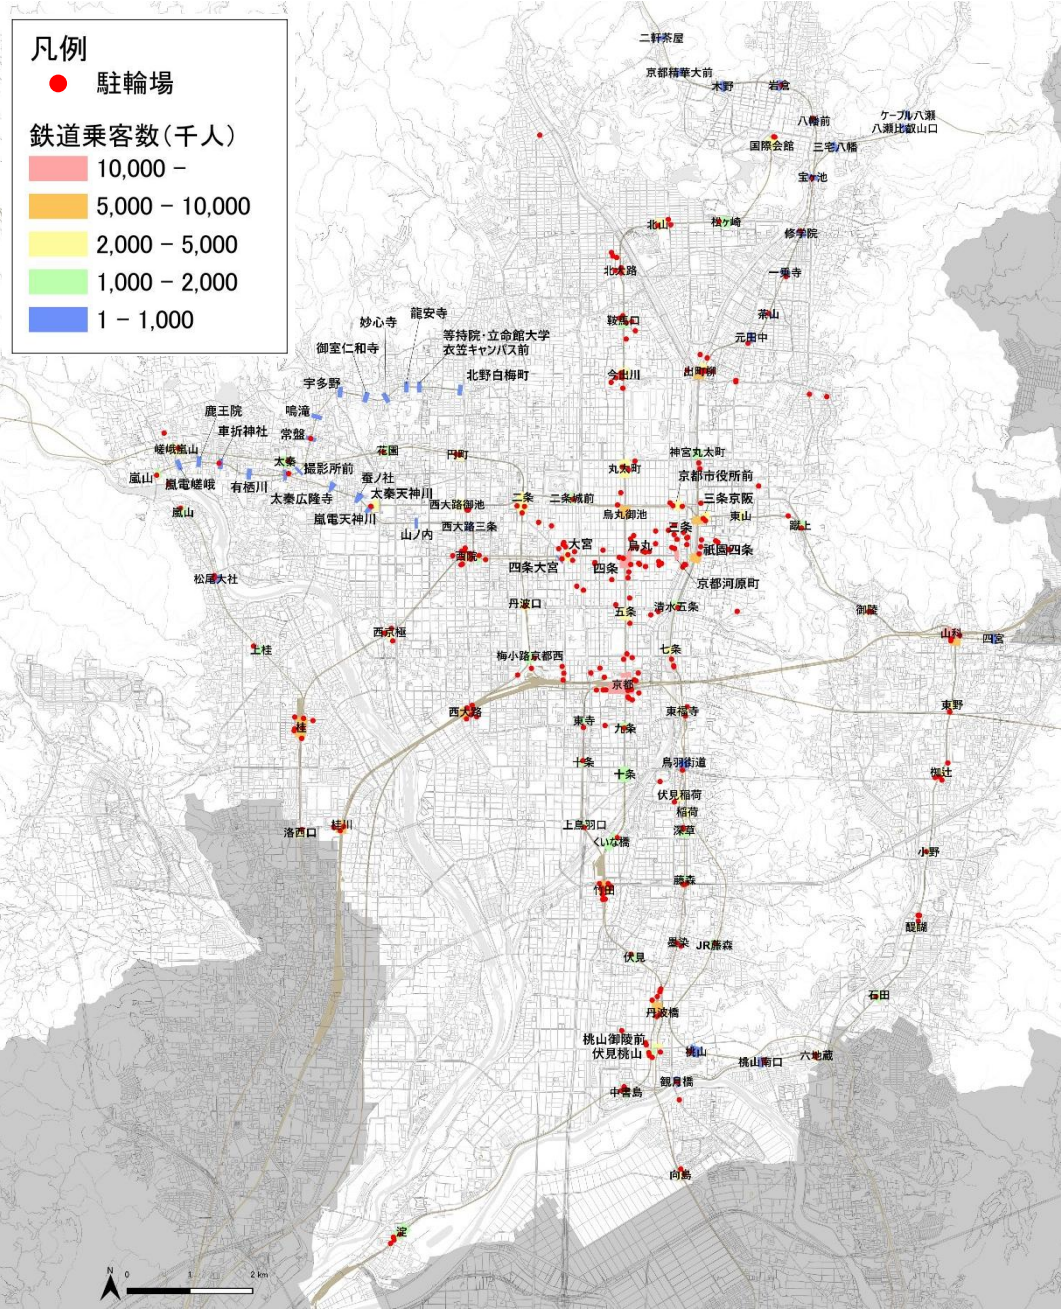 凡例
駐輪場
鉄道乗客数(千人)
10,000 -
5,000 - 10,000
2,000 - 5,000
1,000 - 2,000
1 - 1,000
二軒茶屋
京都精華大前
木野
岩倉
八幡前
ケーブル八瀬
八瀬比叡山口
国際会館
三宅八幡
宝ケ池
北山
松ケ崎
修学院
北大路
一乗寺
鞍馬口
茶山
元田中
龍安寺
妙心寺
等持院・立命館大学
衣笠キャンパス前
御室仁和寺
北野白梅町
今出川
出町柳
宇多野
鹿王院
鳴滝
車折神社
常盤
嵯峨嵐山
花園
円町
神宮丸太町
太秦
撮影所前
丸太町
嵐山
嵐電嵯峨
有栖川
蚕ノ社
京都市役所前
太秦広隆寺
太秦天神川
西大路御池
二条
二条城前
三条京阪
嵐山
嵐電天神川
烏丸御池
東山
山ノ内
西大路三条
三条
蹴上
大宮
烏丸
祇園四条
西院
四条大宮
四条
松尾大社
京都河原町
丹波口
五条
清水五条
御陵
西京極
山科
四宮
上桂
梅小路京都西
七条
京都
西大路
東福寺
東野
桂
東寺
九条
十条
十条
鳥羽街道
椥辻
伏見稲荷
稲荷
洛西口
桂川
上鳥羽口
深草
くいな橋
小野
竹田
藤森
醍醐
墨染
JR藤森
伏見
石田
丹波橋
桃山御陵前
伏見桃山
桃山
桃山南口
六地蔵
観月橋
中書島
向島
淀
N
0
1
2 km